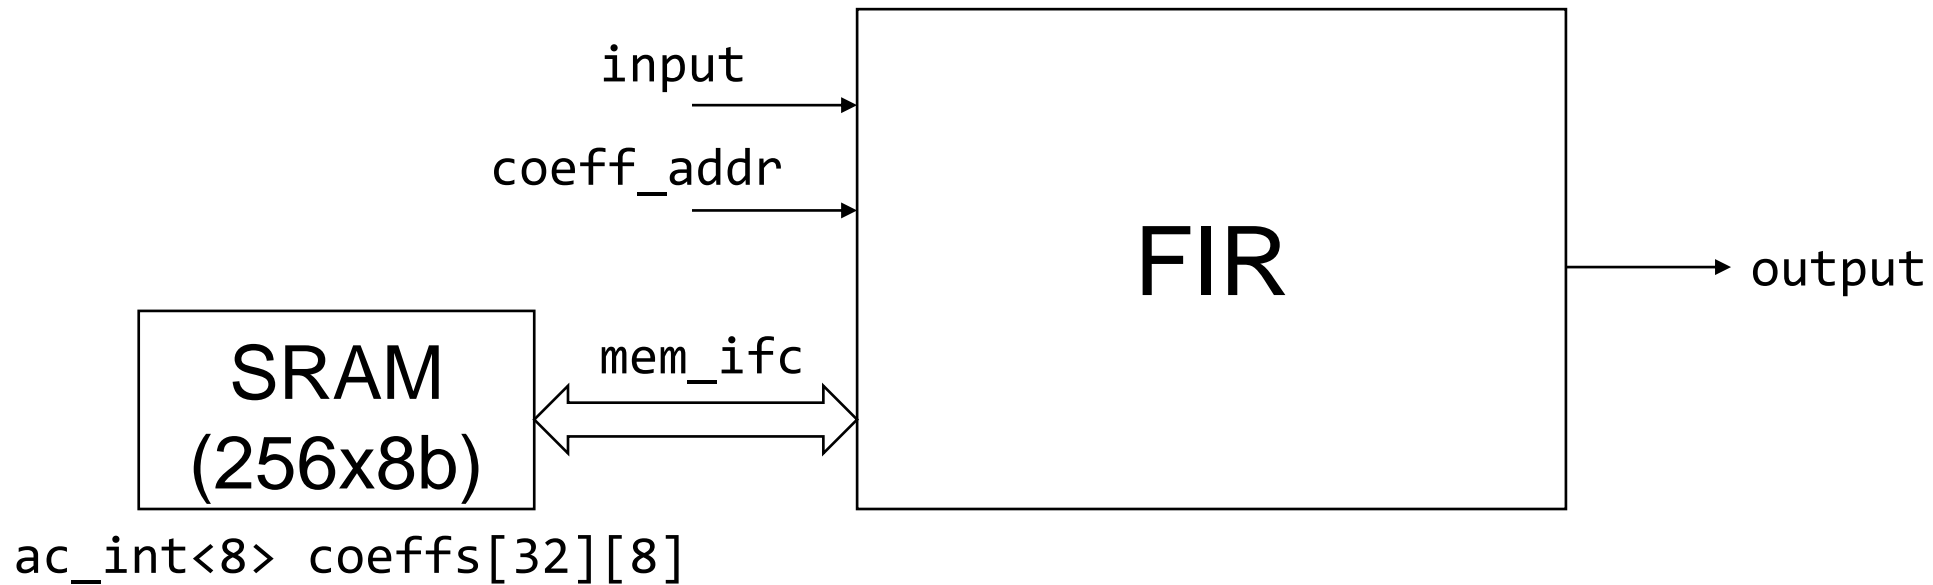 input
coeff_addr
FIR
output
mem_ifc
SRAM
(256x8b)
ac_int<8> coeffs[32][8]